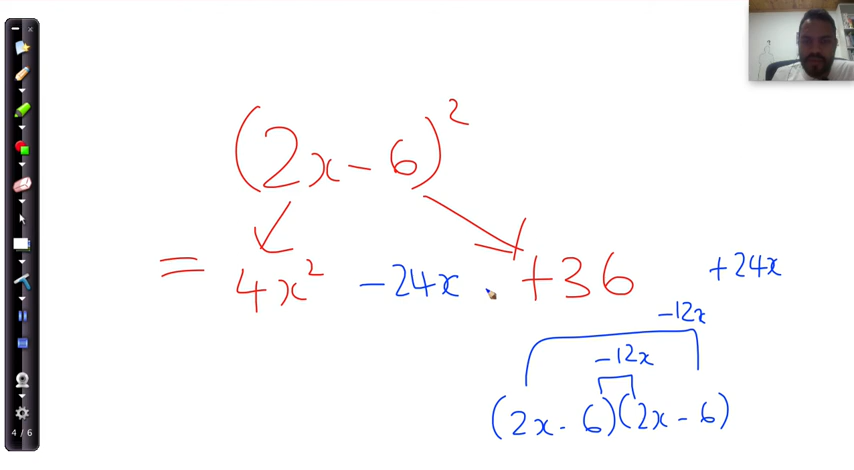 (2x - 6)²
= 4x² - 24x + 36
+24x
-12x
-12x
(2x - 6)(2x - 6)
4 / 6